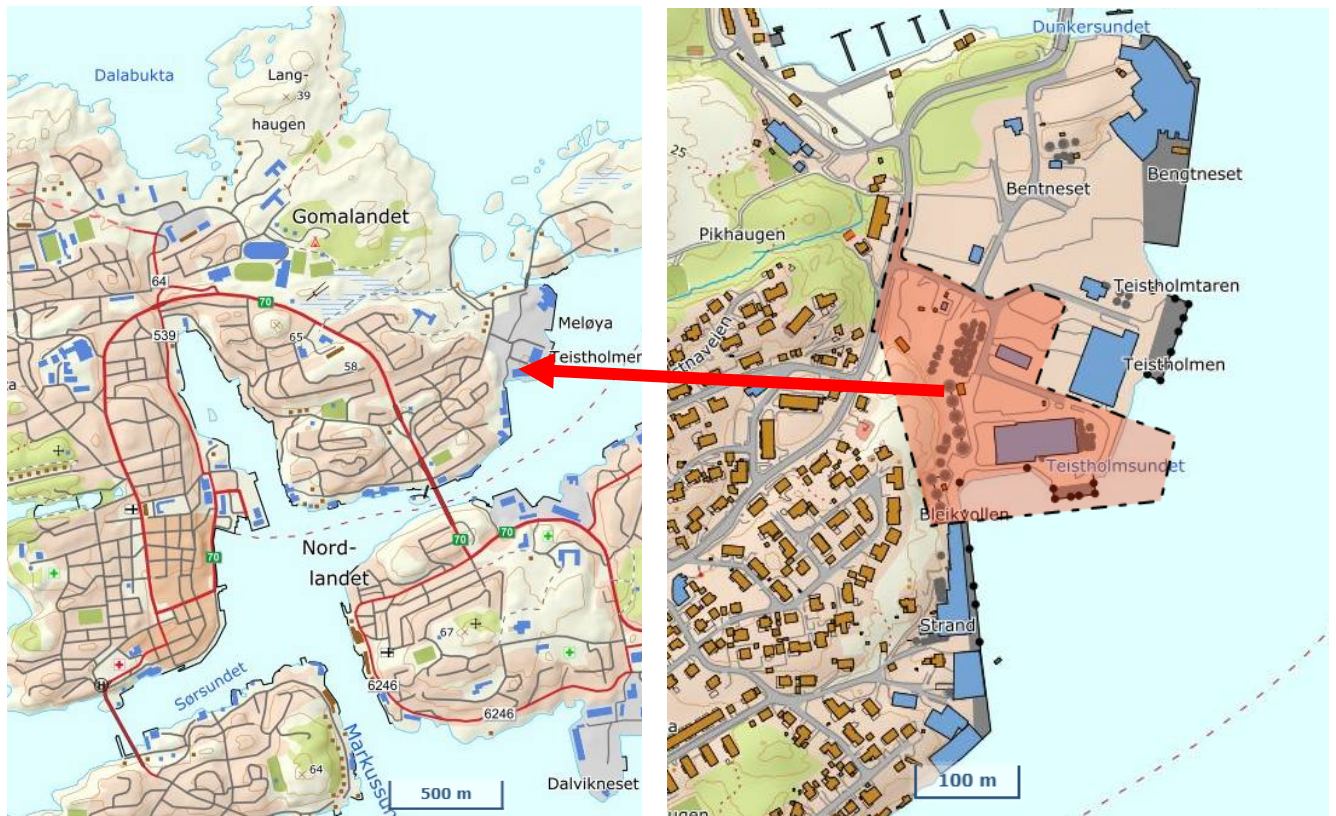 Dalabukta
Lang-
haugen
39
Gomalandet
64
70
539
65
58
Meløya
Teistholmen
70
Nord-
landet
70
67
6246
6246
Sørsundet
H
64
Dalvikneset
500 m
Dunkersundet
25
Bentneset
Bengtneset
Pikhaugen
Teistholmtaren
Teistholmen
Teistholmsundet
Bleikvollen
Strand
100 m